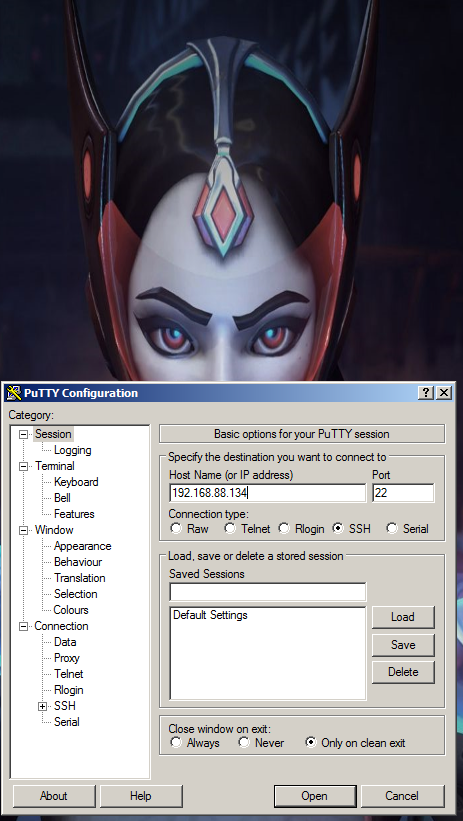 PuTTY Configuration
Category:
Session
Logging
Terminal
Keyboard
Bell
Features
Window
Appearance
Behaviour
Translation
Selection
Colours
Connection
Data
Proxy
Telnet
Rlogin
SSH
Serial
Basic options for your PuTTY session
Specify the destination you want to connect to
Host Name (or IP address) Port
192.168.88.134 22
Connection type:
Raw Telnet Rlogin SSH Serial
Load, save or delete a stored session
Saved Sessions
Default Settings
Load
Save
Delete
Close window on exit:
Always Never Only on clean exit
About Help Open Cancel